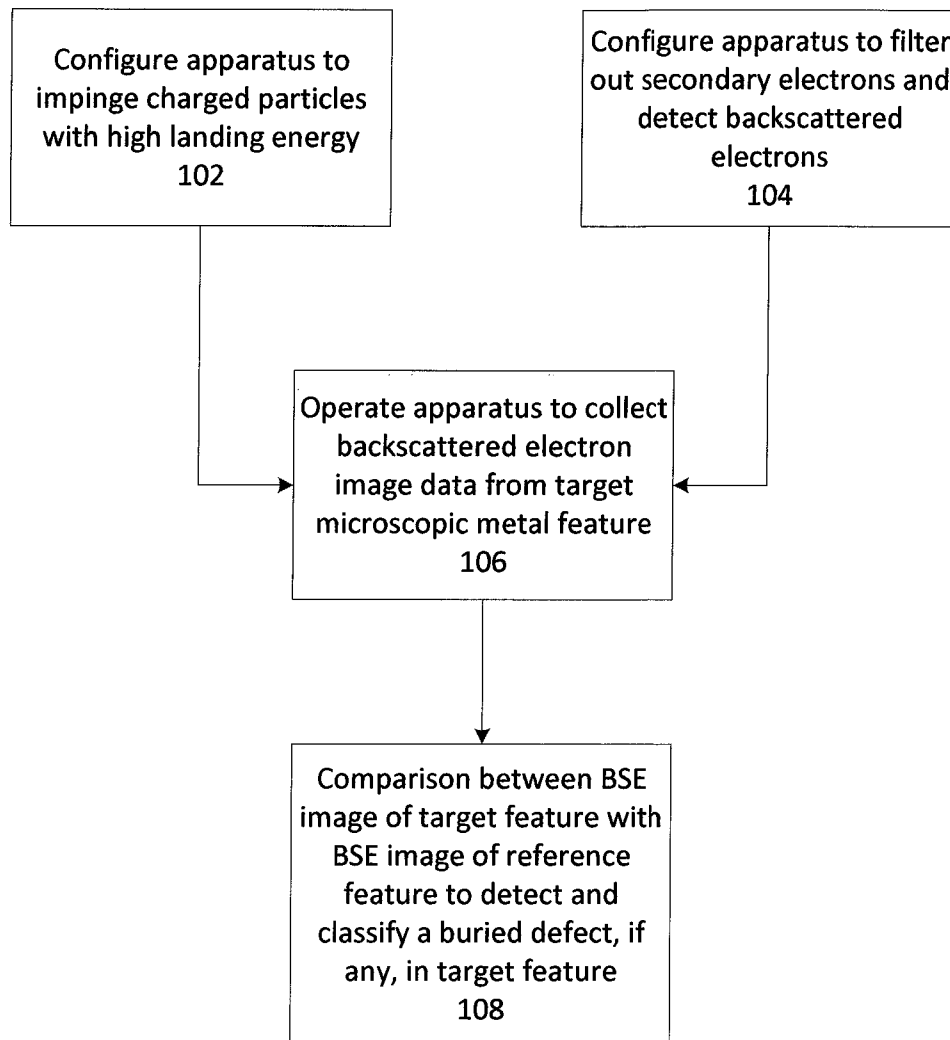 Configure apparatus to
impinge charged particles
with high landing energy
102
Configure apparatus to filter
out secondary electrons and
detect backscattered
electrons
104
Operate apparatus to collect
backscattered electron
image data from target
microscopic metal feature
106
Comparison between BSE
image of target feature with
BSE image of reference
feature to detect and
classify a buried defect, if
any, in target feature
108